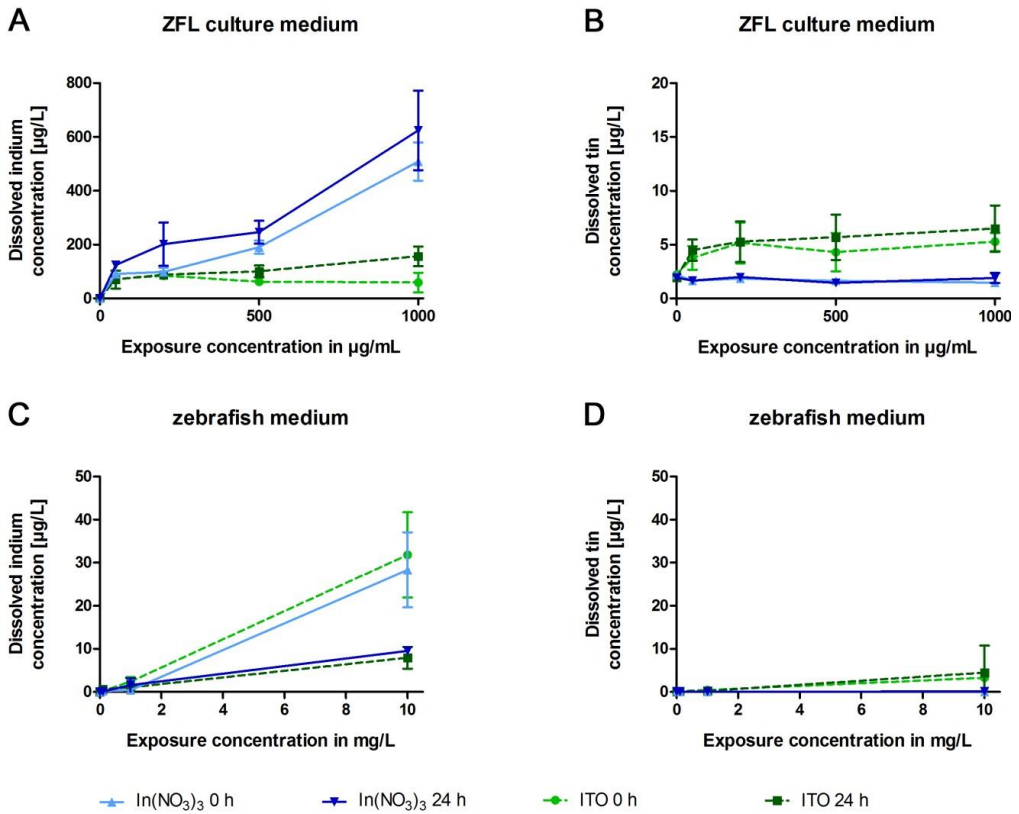 A
ZFL culture medium
Dissolved indium
concentration [µg/L]
800
600
400
200
0
0
500
1000
Exposure concentration in µg/mL
B
ZFL culture medium
Dissolved tin
concentration [µg/L]
20
15
10
5
0
0
500
1000
Exposure concentration in µg/mL
C
zebrafish medium
Dissolved indium
concentration [µg/L]
50
40
30
20
10
0
0
2
4
6
8
10
Exposure concentration in mg/L
D
zebrafish medium
Dissolved tin
concentration [µg/L]
50
40
30
20
10
0
0
2
4
6
8
10
Exposure concentration in mg/L
In(NO₃)₃ 0 h
In(NO₃)₃ 24 h
ITO 0 h
ITO 24 h